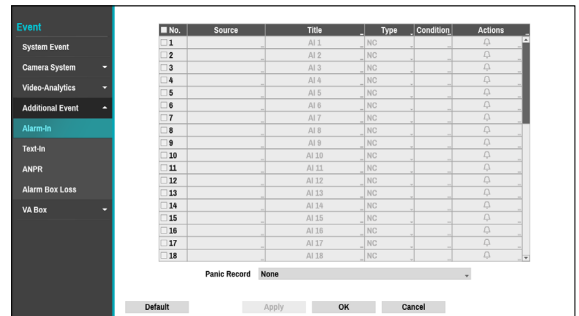 Event
System Event
Camera System
Video-Analytics
Additional Event
Alarm-In
Text-In
ANPR
Alarm Box Loss
VA Box
No. Source Title Type Condition Actions
1 AI 1 NC
2 AI 2 NC
3 AI 3 NC
4 AI 4 NC
5 AI 5 NC
6 AI 6 NC
7 AI 7 NC
8 AI 8 NC
9 AI 9 NC
10 AI 10 NC
11 AI 11 NC
12 AI 12 NC
13 AI 13 NC
14 AI 14 NC
15 AI 15 NC
16 AI 16 NC
17 AI 17 NC
18 AI 18 NC
Panic Record None
Default Apply OK Cancel